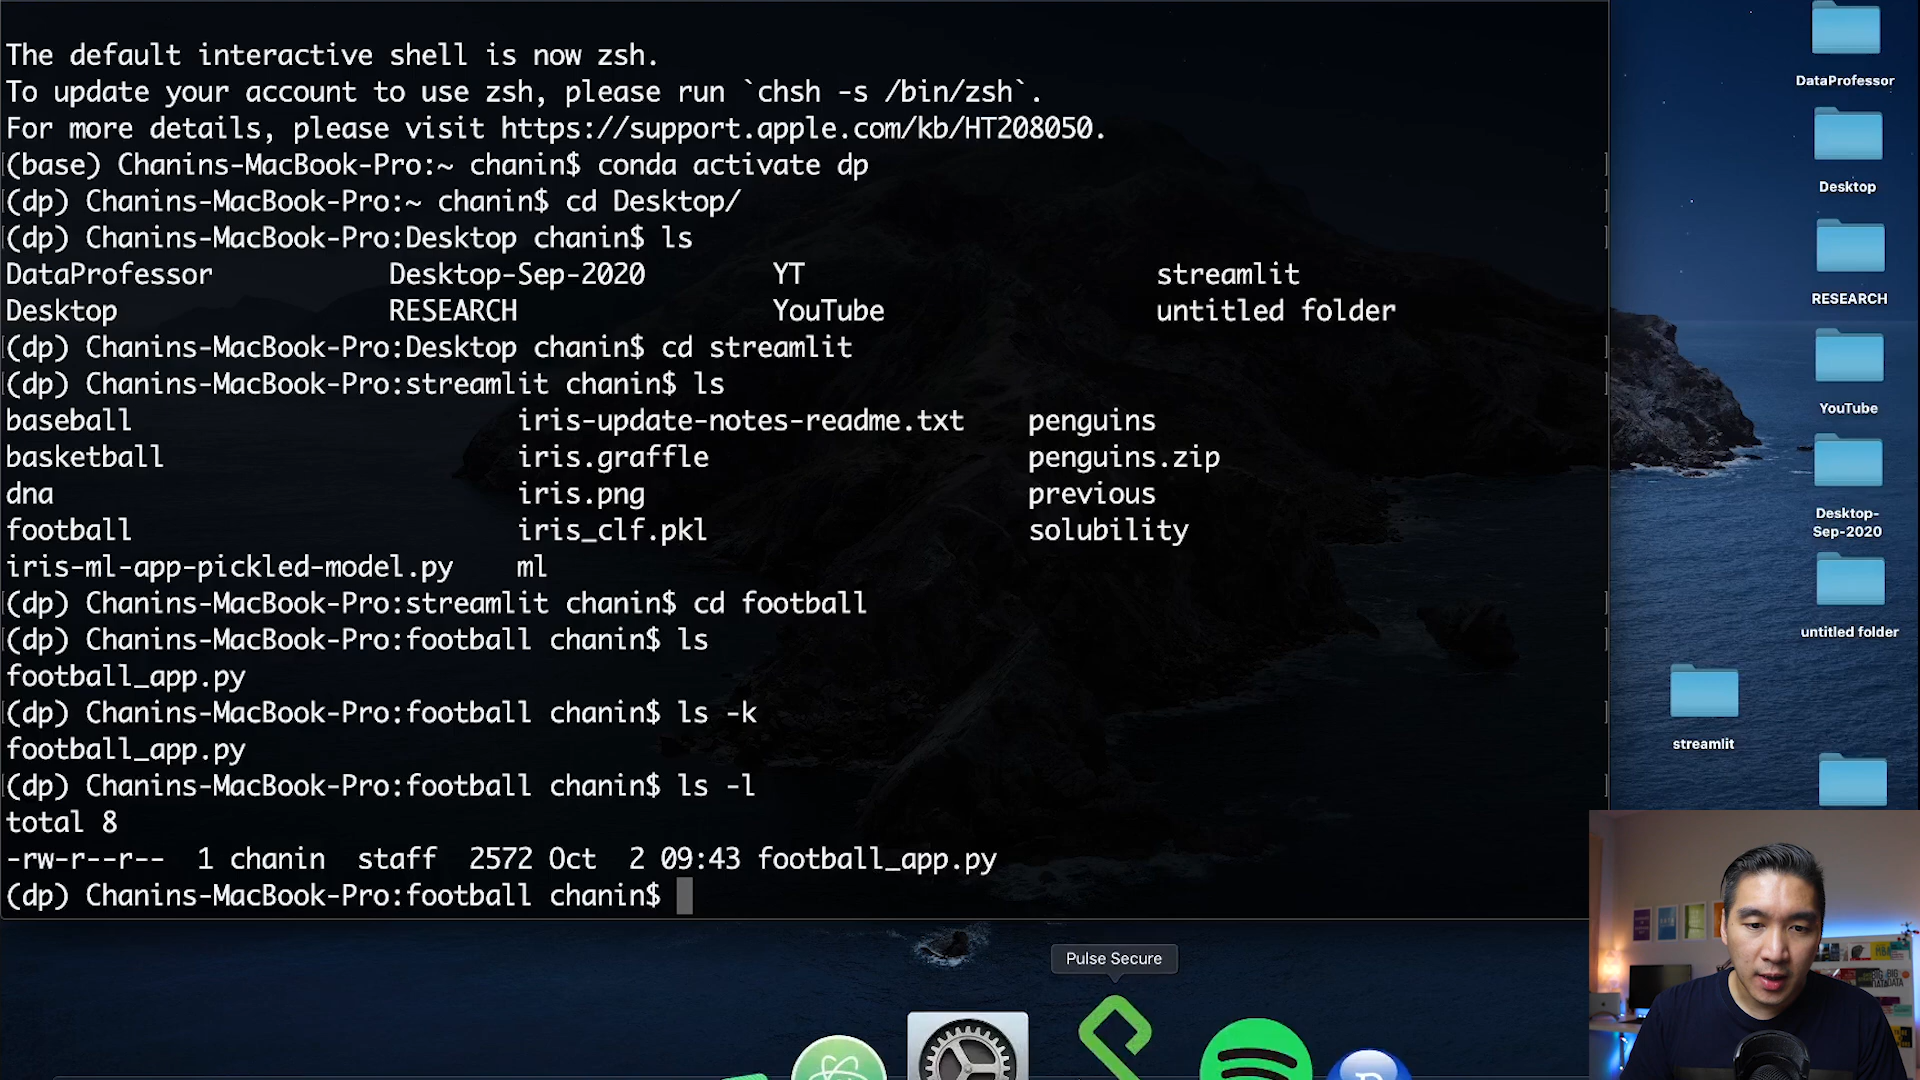 The default interactive shell is now zsh.
To update your account to use zsh, please run `chsh -s /bin/zsh`.
For more details, please visit https://support.apple.com/kb/HT208050.
(base) Chanins-MacBook-Pro:~ chanin$ conda activate dp
(dp) Chanins-MacBook-Pro:~ chanin$ cd Desktop/
(dp) Chanins-MacBook-Pro:Desktop chanin$ ls
DataProfessor Desktop-Sep-2020 YT streamlit
Desktop RESEARCH YouTube untitled folder
(dp) Chanins-MacBook-Pro:Desktop chanin$ cd streamlit
(dp) Chanins-MacBook-Pro:streamlit chanin$ ls
baseball iris-update-notes-readme.txt penguins
basketball iris.graffle penguins.zip
dna iris.png previous
football iris_clf.pkl solubility
iris-ml-app-pickled-model.py ml
(dp) Chanins-MacBook-Pro:streamlit chanin$ cd football
(dp) Chanins-MacBook-Pro:football chanin$ ls
football_app.py
(dp) Chanins-MacBook-Pro:football chanin$ ls -k
football_app.py
(dp) Chanins-MacBook-Pro:football chanin$ ls -l
total 8
-rw-r--r-- 1 chanin staff 2572 Oct 2 09:43 football_app.py
(dp) Chanins-MacBook-Pro:football chanin$
DataProfessor
Desktop
RESEARCH
YouTube
Desktop-
Sep-2020
untitled folder
streamlit
Pulse Secure